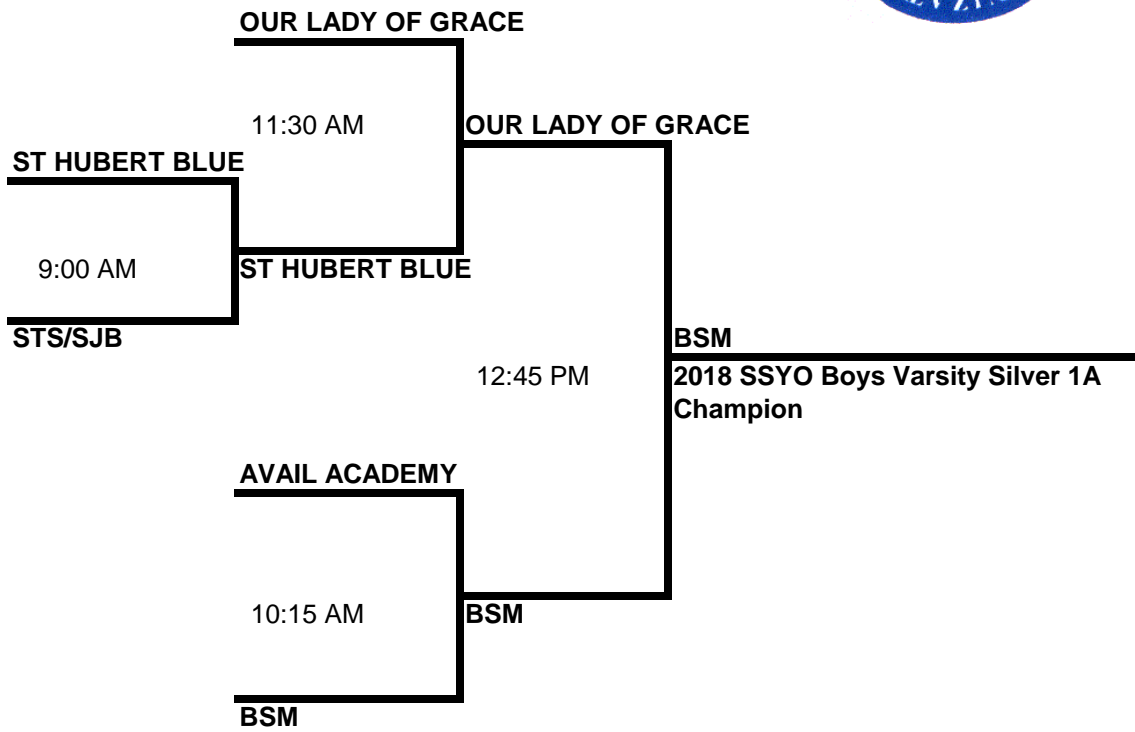 OUR LADY OF GRACE
11:30 AM
OUR LADY OF GRACE
ST HUBERT BLUE
9:00 AM
ST HUBERT BLUE
STS/SJB
BSM
12:45 PM
2018 SSYO Boys Varsity Silver 1A
Champion
AVAIL ACADEMY
10:15 AM
BSM
BSM